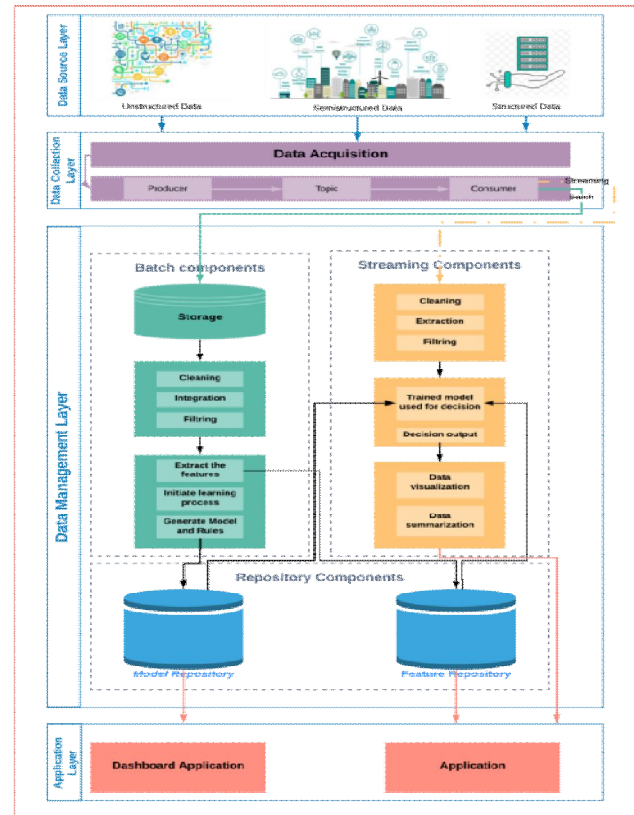 Data Source Layer
Unstructured Data
Semistructured Data
Structured Data
Data Collection
Layer
Data Acquisition
Producer
Topic
Consumer
Streaming
Batch
Data Management Layer
Batch components
Streaming Components
Storage
Cleaning
Integration
Filtring
Extract the
features
Initiate learning
process
Generate Model
and Rules
Cleaning
Extraction
Filtring
Trained model
used for decision
Decision output
Data
visualization
Data
summarization
Repository Components
Model Repository
Feature Repository
Application
Layer
Dashboard Application
Application